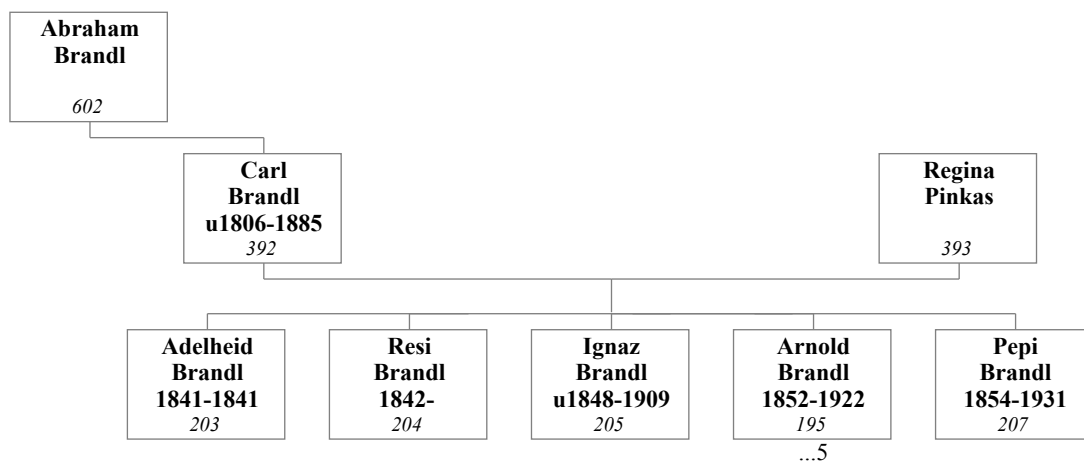 Abraham
Brandl
602
Carl
Brandl
u1806-1885
392
Regina
Pinkas
393
Adelheid
Brandl
1841-1841
203
Resi
Brandl
1842-
204
Ignaz
Brandl
u1848-1909
205
Arnold
Brandl
1852-1922
195
...5
Pepi
Brandl
1854-1931
207